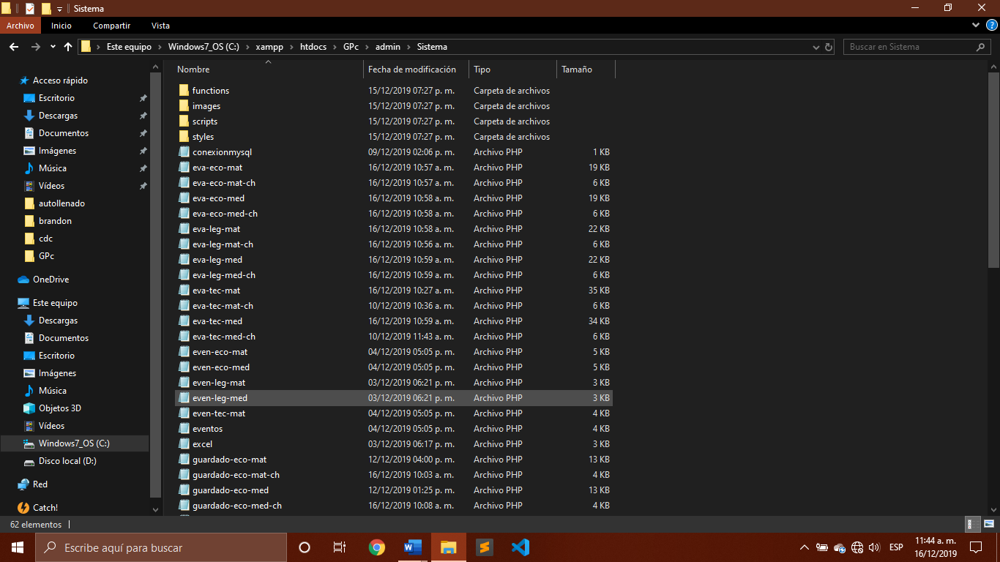 Sistema
Archivo Inicio Compartir Vista
Este equipo Windows7_OS (C:) xampp htdocs GPc admin Sistema Buscar en Sistema
Acceso rápido
Escritorio
Descargas
Documentos
Imágenes
Música
Vídeos
autollenado
brandon
cdc
GPc
OneDrive
Este equipo
Descargas
Documentos
Escritorio
Imágenes
Música
Objetos 3D
Vídeos
Windows7_OS (C:)
Disco local (D:)
Red
Catch!
Nombre Fecha de modificación Tipo Tamaño
functions 15/12/2019 07:27 p. m. Carpeta de archivos
images 15/12/2019 07:27 p. m. Carpeta de archivos
scripts 15/12/2019 07:27 p. m. Carpeta de archivos
styles 15/12/2019 07:27 p. m. Carpeta de archivos
conexionmysql 09/12/2019 02:06 p. m. Archivo PHP 1 KB
eva-eco-mat 16/12/2019 10:57 a. m. Archivo PHP 19 KB
eva-eco-mat-ch 16/12/2019 10:57 a. m. Archivo PHP 6 KB
eva-eco-med 16/12/2019 10:58 a. m. Archivo PHP 19 KB
eva-eco-med-ch 16/12/2019 10:58 a. m. Archivo PHP 6 KB
eva-leg-mat 16/12/2019 10:58 a. m. Archivo PHP 22 KB
eva-leg-mat-ch 16/12/2019 10:56 a. m. Archivo PHP 6 KB
eva-leg-med 16/12/2019 10:59 a. m. Archivo PHP 22 KB
eva-leg-med-ch 16/12/2019 10:59 a. m. Archivo PHP 6 KB
eva-tec-mat 16/12/2019 10:27 a. m. Archivo PHP 35 KB
eva-tec-mat-ch 10/12/2019 10:36 a. m. Archivo PHP 6 KB
eva-tec-med 16/12/2019 10:59 a. m. Archivo PHP 34 KB
eva-tec-med-ch 10/12/2019 11:43 a. m. Archivo PHP 6 KB
even-eco-mat 04/12/2019 05:05 p. m. Archivo PHP 5 KB
even-eco-med 04/12/2019 05:05 p. m. Archivo PHP 5 KB
even-leg-mat 03/12/2019 06:21 p. m. Archivo PHP 3 KB
even-leg-med 03/12/2019 06:21 p. m. Archivo PHP 3 KB
even-tec-mat 04/12/2019 05:05 p. m. Archivo PHP 4 KB
eventos 04/12/2019 05:05 p. m. Archivo PHP 4 KB
excel 03/12/2019 06:17 p. m. Archivo PHP 3 KB
guardado-eco-mat 12/12/2019 04:00 p. m. Archivo PHP 13 KB
guardado-eco-mat-ch 16/12/2019 10:03 a. m. Archivo PHP 4 KB
guardado-eco-med 12/12/2019 01:25 p. m. Archivo PHP 13 KB
guardado-eco-med-ch 16/12/2019 10:08 a. m. Archivo PHP 4 KB
62 elementos
Escribe aquí para buscar
ESP
11:44 a. m.
16/12/2019